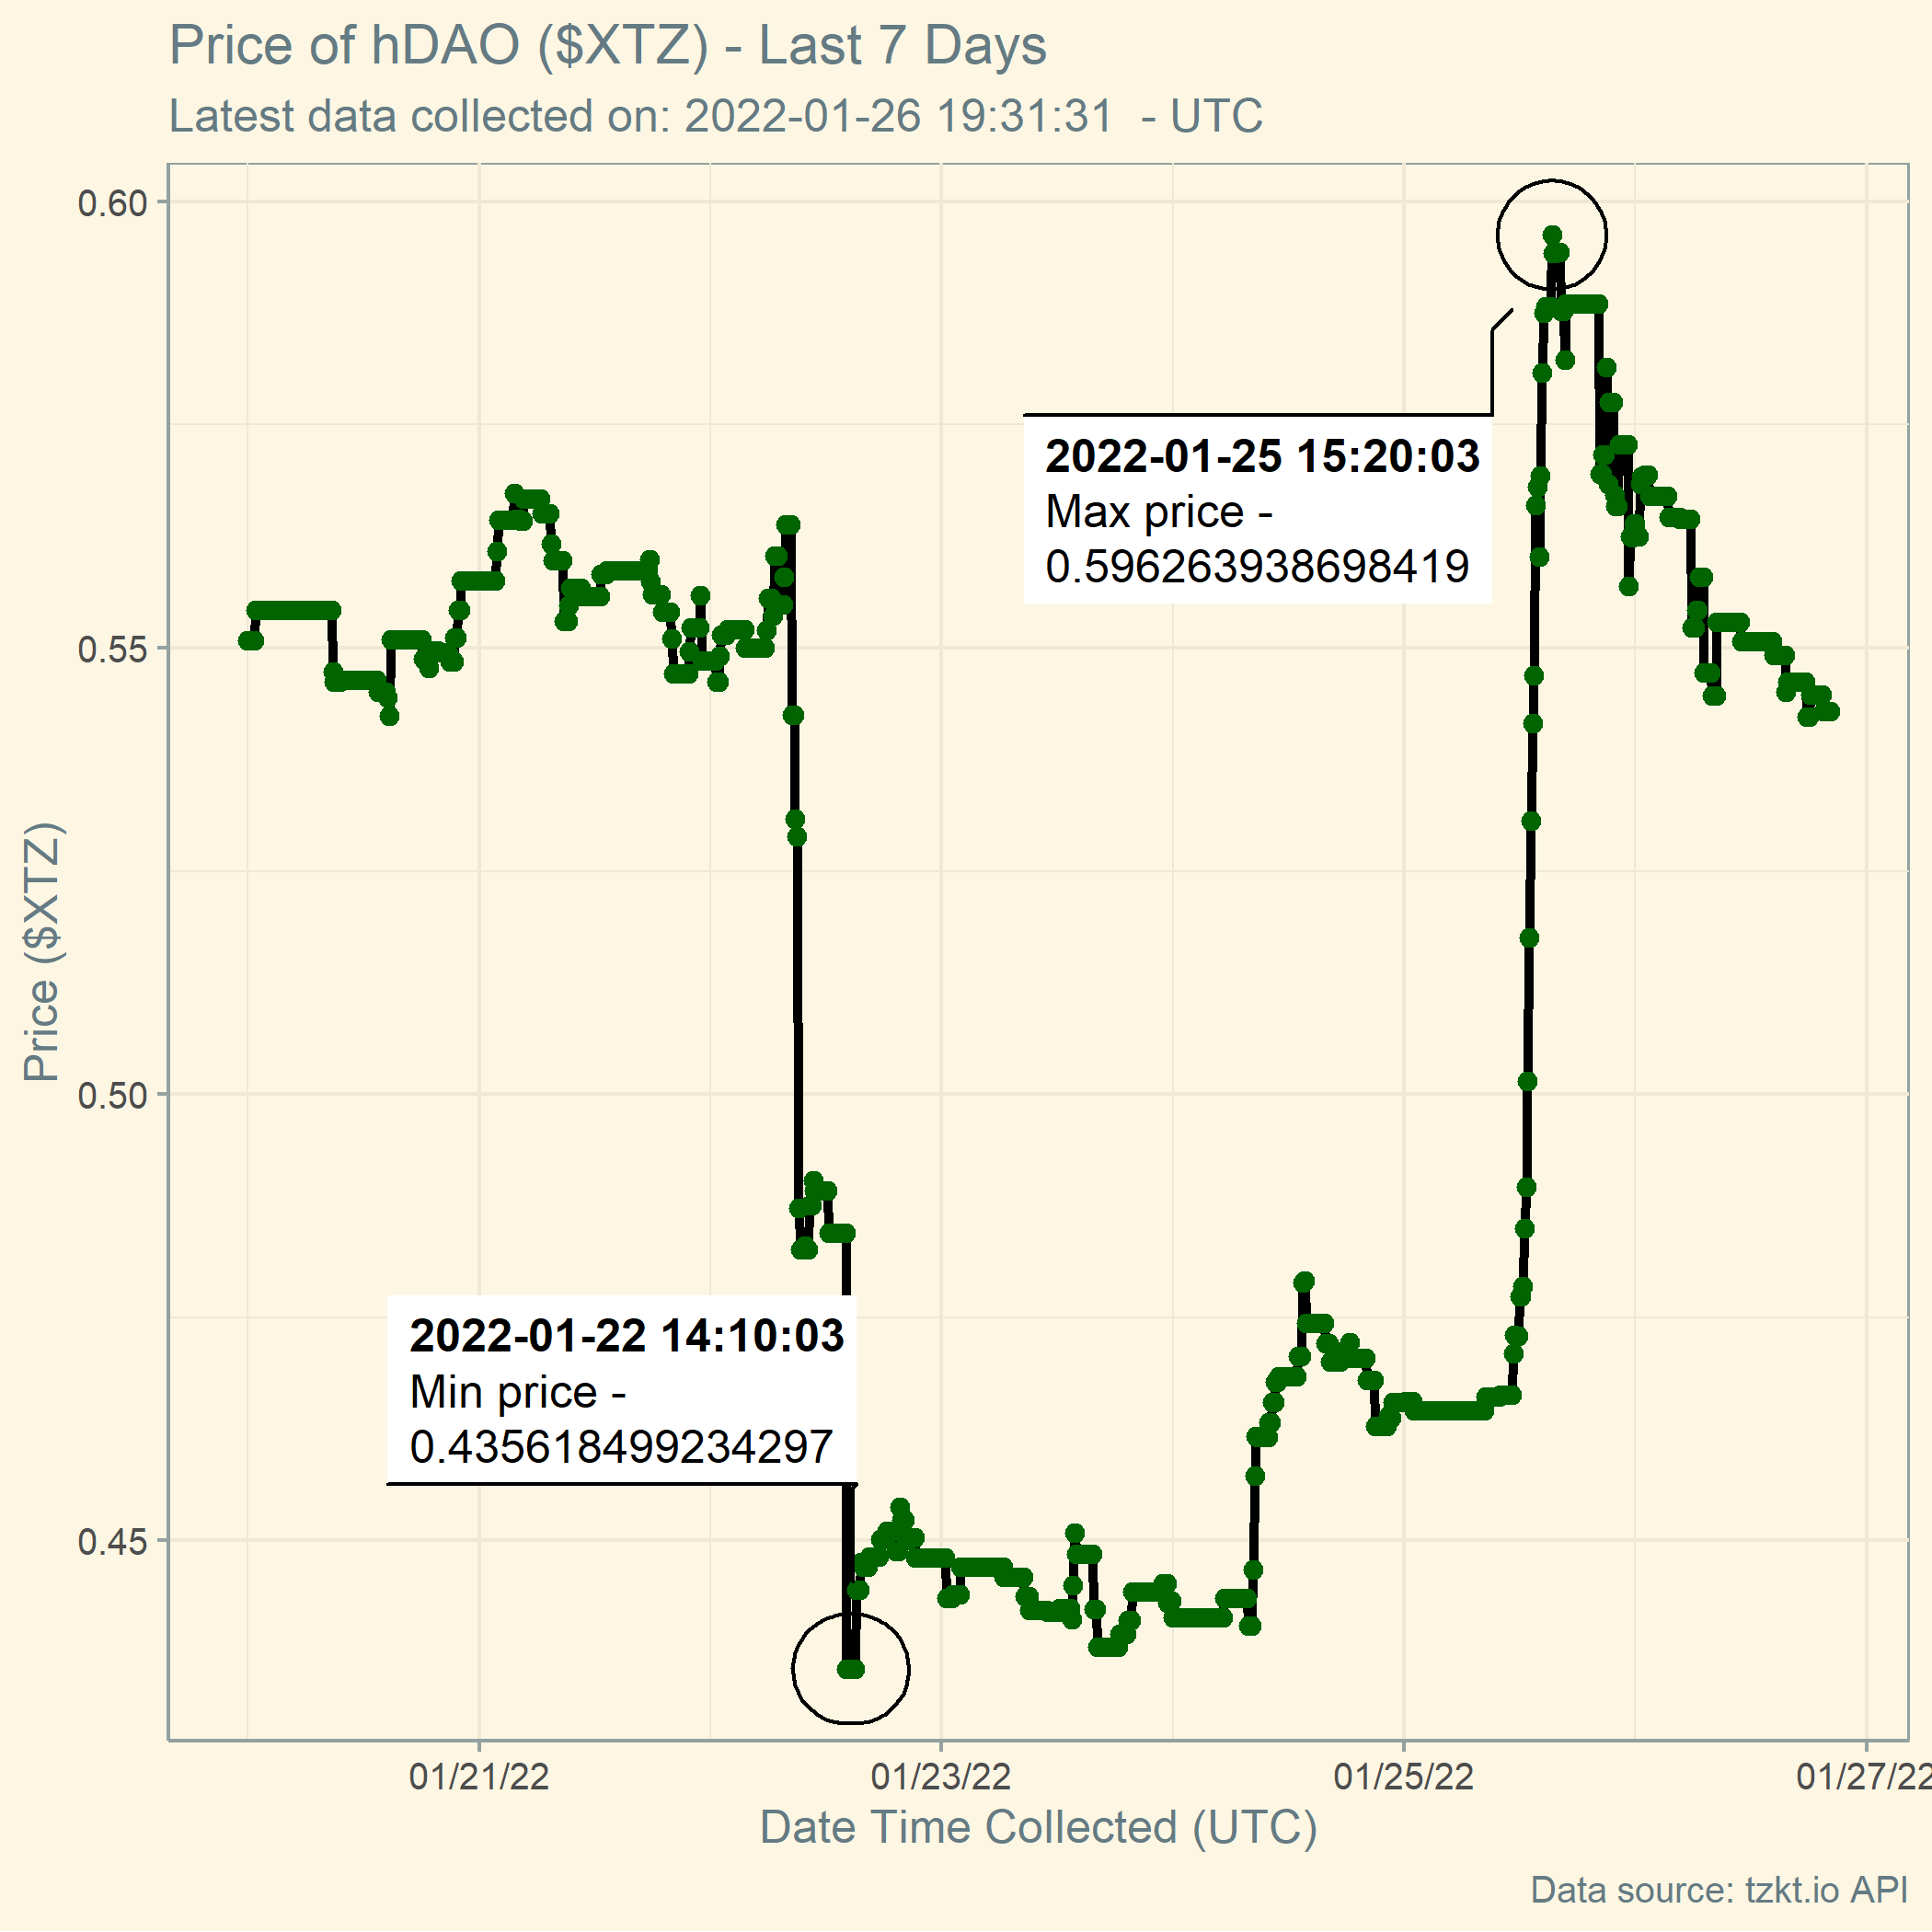 Price of hDAO ($XTZ) - Last 7 Days
Latest data collected on: 2022-01-26 19:31:31  - UTC
0.60
0.55
0.50
0.45
Price ($XTZ)
2022-01-25 15:20:03
Max price -
0.596263938698419
2022-01-22 14:10:03
Min price -
0.435618499234297
01/21/22
01/23/22
01/25/22
01/27/22
Date Time Collected (UTC)
Data source: tzkt.io API